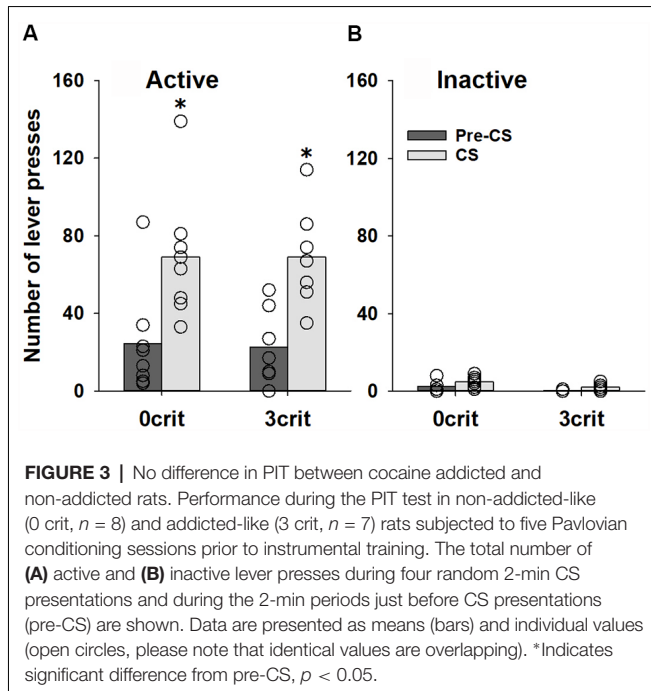 A
B
Active
Inactive
Number of lever presses
160
120
80
40
0
*
*
0crit
3crit
160
120
80
40
0
Pre-CS
CS
0crit
3crit
FIGURE 3 | No difference in PIT between cocaine addicted and
non-addicted rats. Performance during the PIT test in non-addicted-like
(0 crit, n = 8) and addicted-like (3 crit, n = 7) rats subjected to five Pavlovian
conditioning sessions prior to instrumental training. The total number of
(A) active and (B) inactive lever presses during four random 2-min CS
presentations and during the 2-min periods just before CS presentations
(pre-CS) are shown. Data are presented as means (bars) and individual values
(open circles, please note that identical values are overlapping). *Indicates
significant difference from pre-CS, p < 0.05.